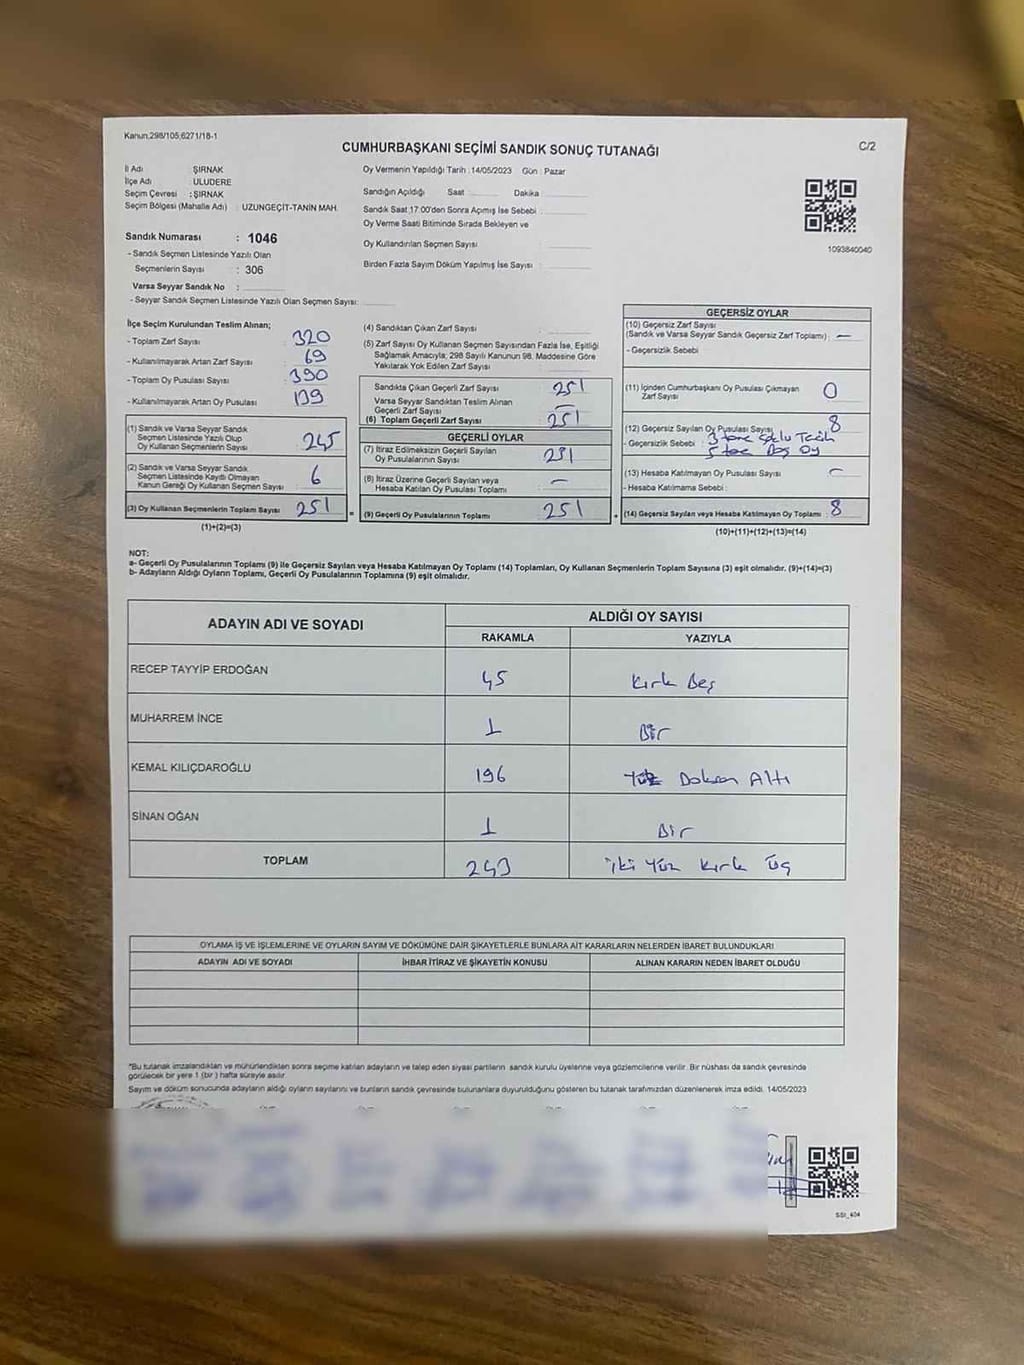 Kanun,298/105;6271/18-1
CUMHURBAŞKANI SEÇİMİ SANDIK SONUÇ TUTANAĞI
C/2
İl Adı : ŞIRNAK
İlçe Adı : ULUDERE
Seçim Çevresi : ŞIRNAK
Seçim Bölgesi (Mahalle Adı) : UZUNGEÇİT-TANİN MAH.
Sandık Numarası : 1046
- Sandık Seçmen Listesinde Yazılı Olan
Seçmenlerin Sayısı : 306
Varsa Seyyar Sandık No :
- Seyyar Sandık Seçmen Listesinde Yazılı Olan Seçmen Sayısı:
Oy Vermenin Yapıldığı Tarih : 14/05/2023 Gün : Pazar
Sandığın Açıldığı Saat Dakika
Sandık Saat 17:00'den Sonra Açımış İse Sebebi :
Oy Verme Saati Bitiminde Sırada Bekleyen ve
Oy Kullandırılan Seçmen Sayısı :
Birden Fazla Sayım Döküm Yapılmış İse Sayısı :
1093840040
İlçe Seçim Kurulundan Teslim Alınan;
- Toplam Zarf Sayısı : 320
- Kullanılmayarak Artan Zarf Sayısı : 69
- Toplam Oy Pusulası Sayısı : 390
- Kullanılmayarak Artan Oy Pusulası : 139
(1) Sandık ve Varsa Seyyar Sandık
Seçmen Listesinde Yazılı Olup
Oy Kullanan Seçmenlerin Sayısı : 245
(2) Sandık ve Varsa Seyyar Sandık
Seçmen Listesinde Kayıtlı Olmayan
Kanun Gereği Oy Kullanan Seçmen Sayısı : 6
(3) Oy Kullanan Seçmenlerin Toplam Sayısı : 251 =
(1)+(2)=(3)
(4) Sandıktan Çıkan Zarf Sayısı :
(5) Zarf Sayısı Oy Kullanan Seçmen Sayısından Fazla İse, Eşitliği
Sağlamak Amacıyla; 298 Sayılı Kanunun 98. Maddesine Göre
Yakılarak Yok Edilen Zarf Sayısı :
Sandıkta Çıkan Geçerli Zarf Sayısı : 251
Varsa Seyyar Sandıktan Teslim Alınan
Geçerli Zarf Sayısı : —
(6) Toplam Geçerli Zarf Sayısı : 251
GEÇERLİ OYLAR
(7) İtiraz Edilmeksizin Geçerli Sayılan
Oy Pusulalarının Sayısı : 251
(8) İtiraz Üzerine Geçerli Sayılan veya
Hesaba Katılan Oy Pusulası Toplamı : —
(9) Geçerli Oy Pusulalarının Toplamı : 251 +
GEÇERSİZ OYLAR
(10) Geçersiz Zarf Sayısı
(Sandık ve Varsa Seyyar Sandık Geçersiz Zarf Toplamı) : —
- Geçersizlik Sebebi :
(11) İçinden Cumhurbaşkanı Oy Pusulası Çıkmayan
Zarf Sayısı : 0
(12) Geçersiz Sayılan Oy Pusulası Sayısı : 8
- Geçersizlik Sebebi : 3 tane Tercih
5 tane Boş Oy
(13) Hesaba Katılmayan Oy Pusulası Sayısı : —
- Hesaba Katılmama Sebebi :
(14) Geçersiz Sayılan veya Hesaba Katılmayan Oy Toplamı : 8
(10)+(11)+(12)+(13)=(14)
NOT:
a- Geçerli Oy Pusulalarının Toplamı (9) ile Geçersiz Sayılan veya Hesaba Katılmayan Oy Toplamı (14) Toplamları, Oy Kullanan Seçmenlerin Toplam Sayısına (3) eşit olmalıdır. (9)+(14)=(3)
b- Adayların Aldığı Oyların Toplamı, Geçerli Oy Pusulalarının Toplamına (9) eşit olmalıdır.
ADAYIN ADI VE SOYADI ALDIĞI OY SAYISI
RAKAMLA YAZIYLA
RECEP TAYYİP ERDOĞAN 45 Kırk Beş
MUHARREM İNCE 1 Bir
KEMAL KILIÇDAROĞLU 196 Yüz Doksan Altı
SİNAN OĞAN 1 Bir
TOPLAM 243 İki Yüz Kırk Üç
OYLAMA İŞ VE İŞLEMLERİNE VE OYLARIN SAYIM VE DÖKÜMÜNE DAİR ŞİKAYETLERLE BUNLARA AİT KARARLARIN NELERDEN İBARET BULUNDUKLARI
ADAYIN ADI VE SOYADI İHBAR İTİRAZ VE ŞİKAYETİN KONUSU ALINAN KARARIN NEDEN İBARET OLDUĞU
*Bu tutanak imzalandıktan ve mühürlendikten sonra seçime katılan adayların ve talep eden siyasi partilerin sandık kurulu üyelerine veya gözlemcilerine verilir. Bir nüshası da sandık çevresinde
görülecek bir yere 1 (bir) hafta süreyle asılır.
Sayım ve döküm sonucunda adayların aldığı oyların sayılarını ve bunların sandık çevresinde bulunanlara duyurulduğunu gösteren bu tutanak tarafımızdan düzenlenerek imza edildi. 14/05/2023
SSI_404